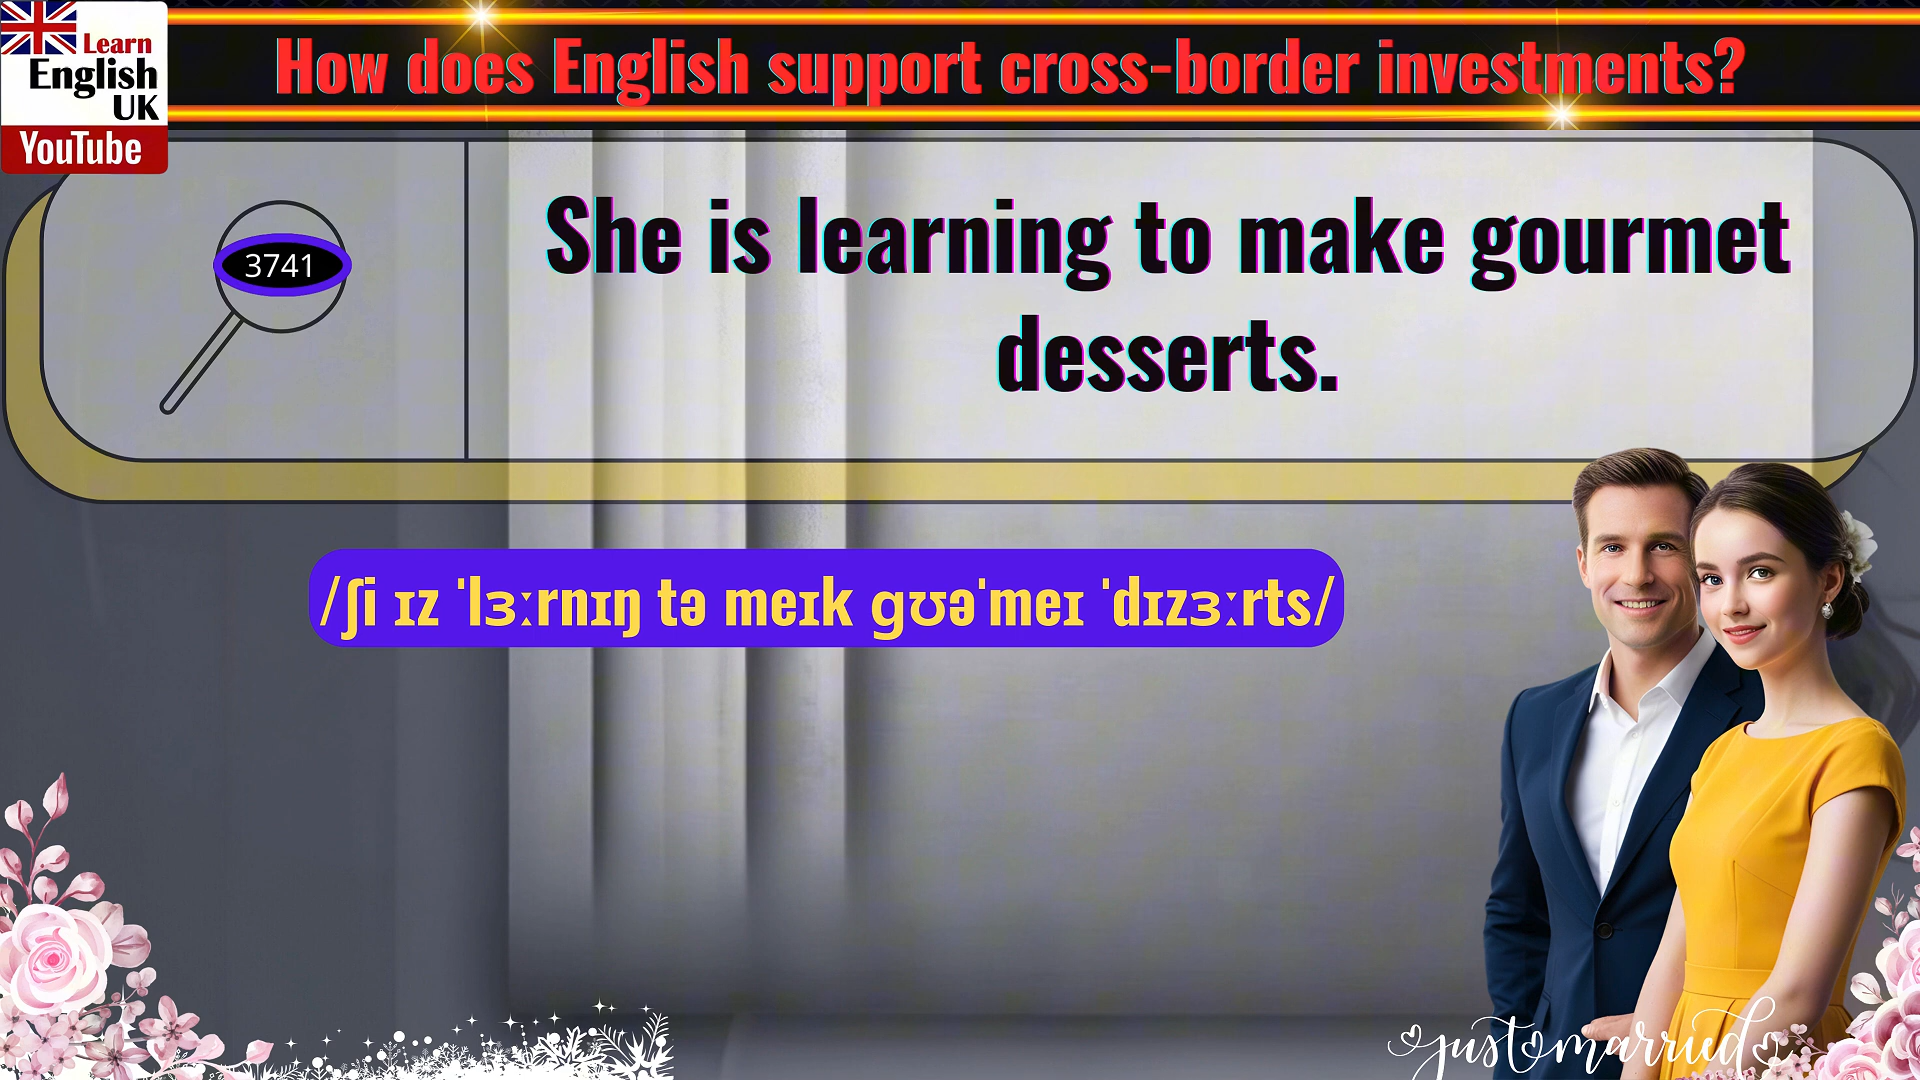 Learn
English
UK
YouTube
How does English support cross-border investments?
3741
She is learning to make gourmet
desserts.
/ʃi ɪz ˈlɜːrnɪŋ tə meɪk ɡʊəˈmeɪ ˈdɪzɜːrts/
just married